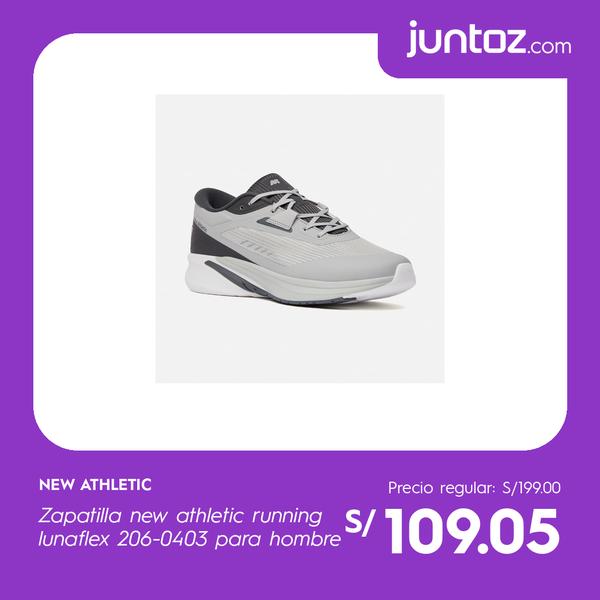 juntoz.com
NEW ATHLETIC
Zapatilla new athletic running
lunaflex 206-0403 para hombre
Precio regular: S/199.00
S/ 109.05